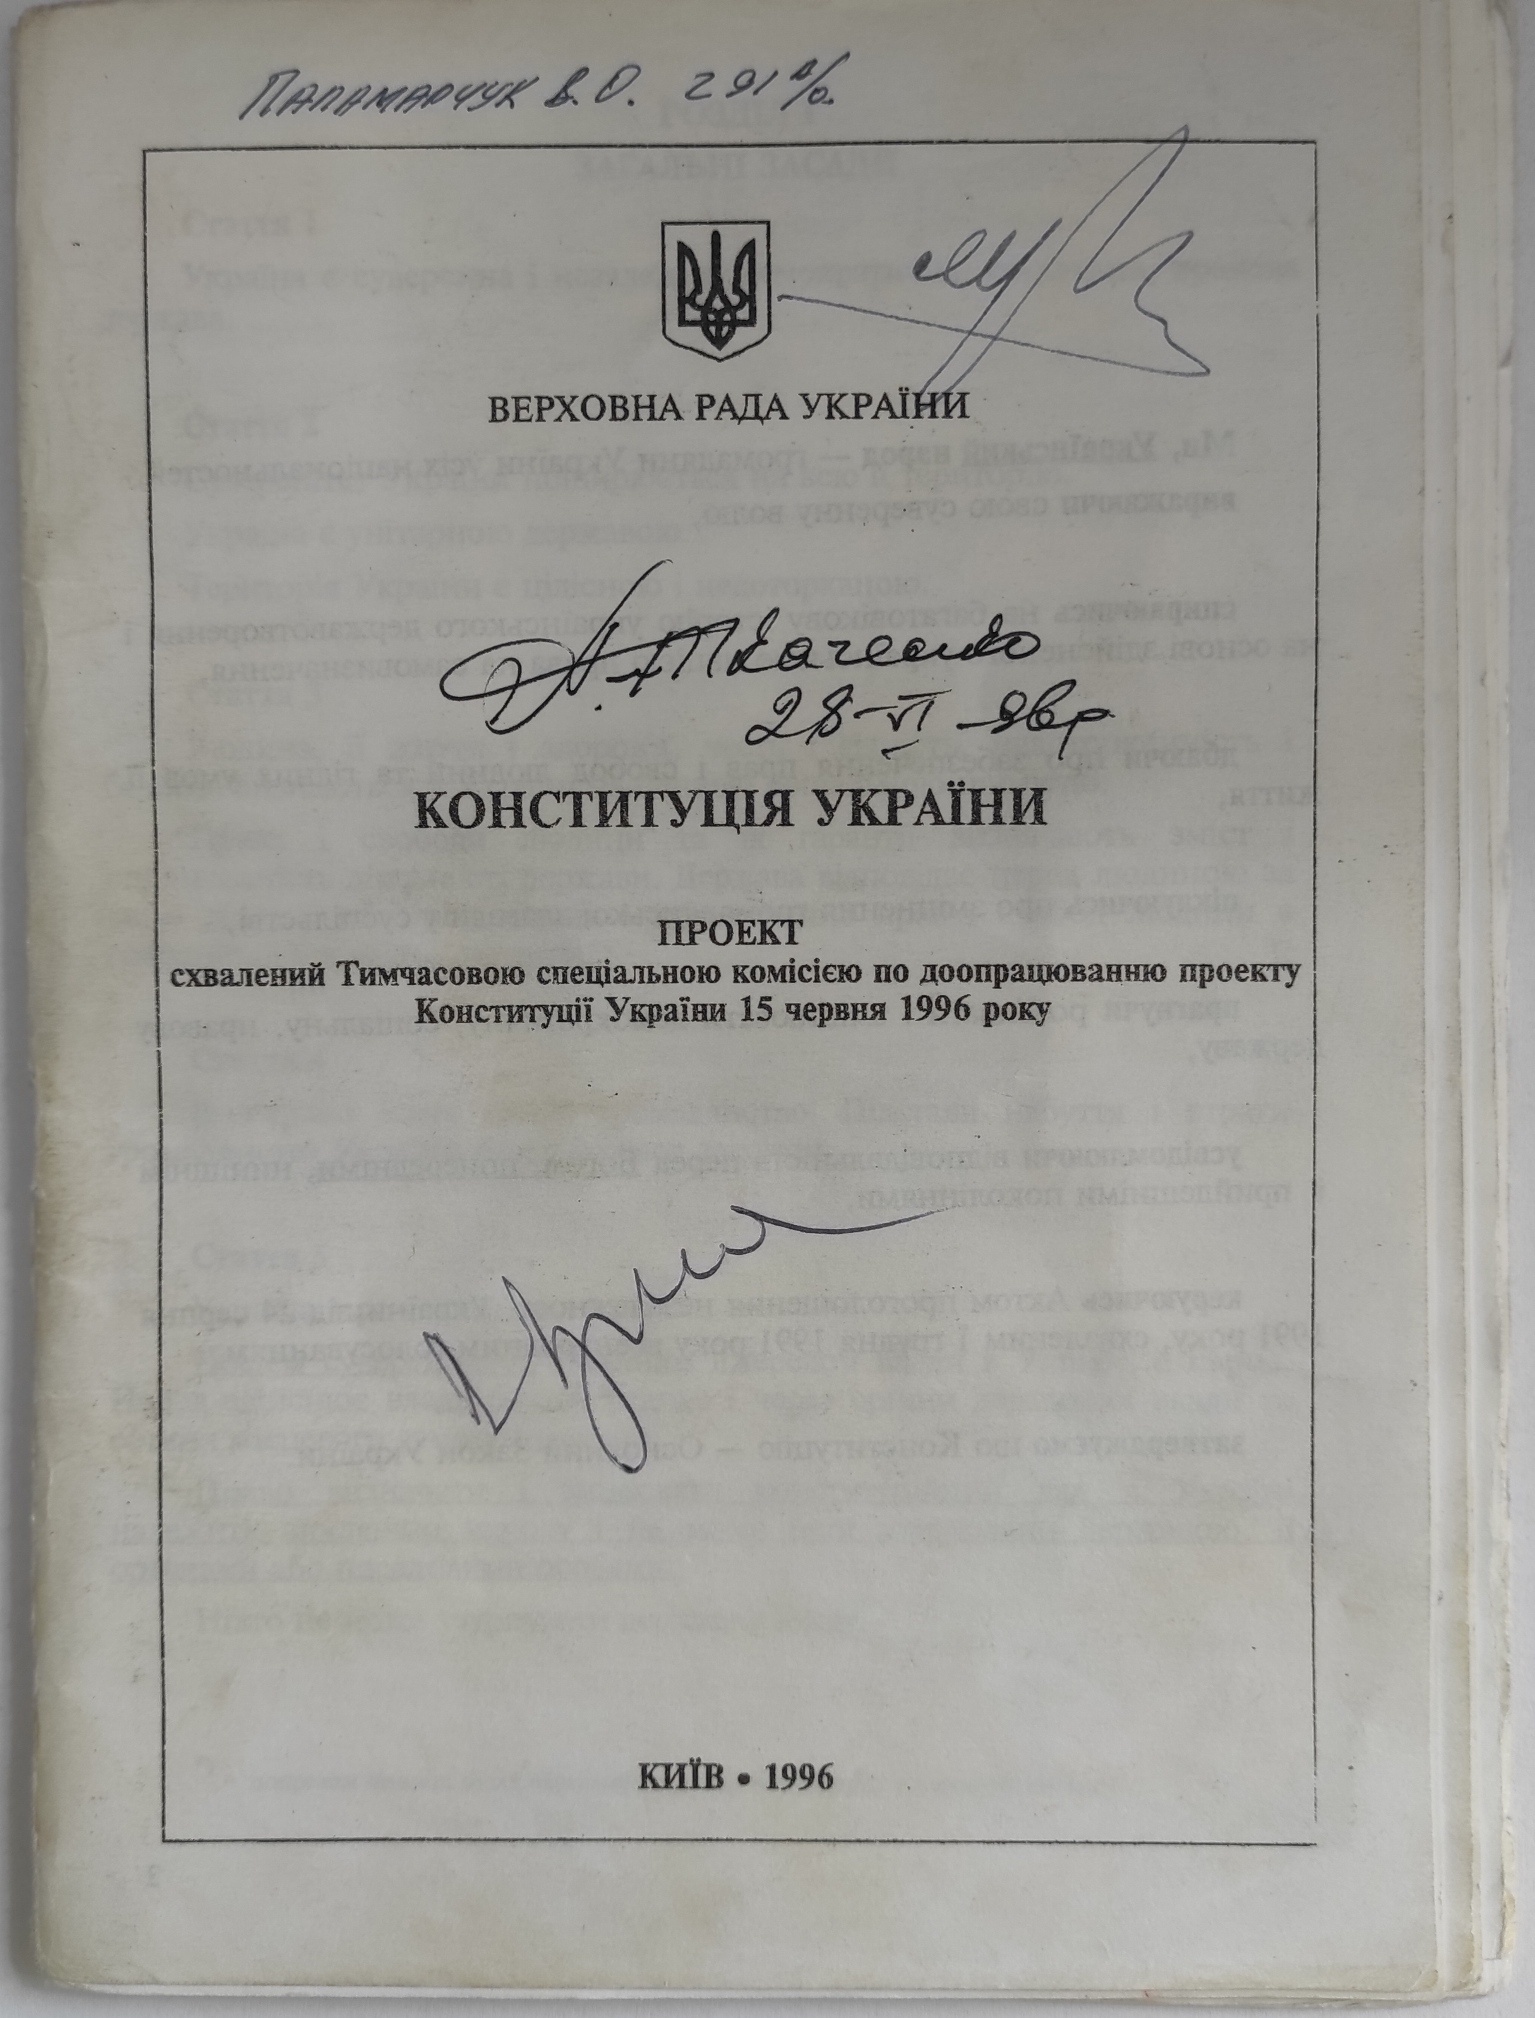 Паламарчук В.О. 291 в/о.
ВЕРХОВНА РАДА УКРАЇНИ
О. Ткаченко
28-VI-96р
КОНСТИТУЦІЯ УКРАЇНИ
ПРОЕКТ
схвалений Тимчасовою спеціальною комісією по доопрацюванню проекту
Конституції України 15 червня 1996 року
КИЇВ • 1996